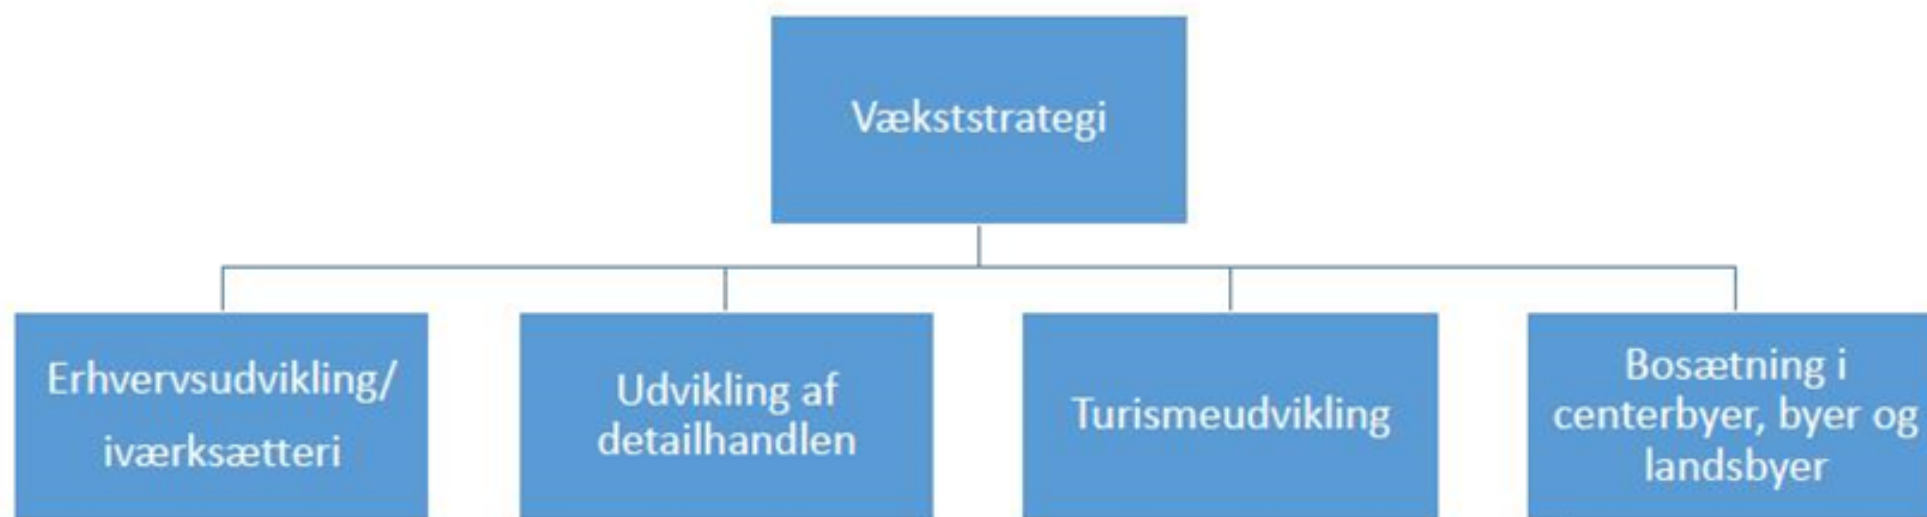 Vækststrategi
Erhvervsudvikling/
iværksætteri
Udvikling af
detailhandlen
Turismeudvikling
Bosætning i
centerbyer, byer og
landsbyer